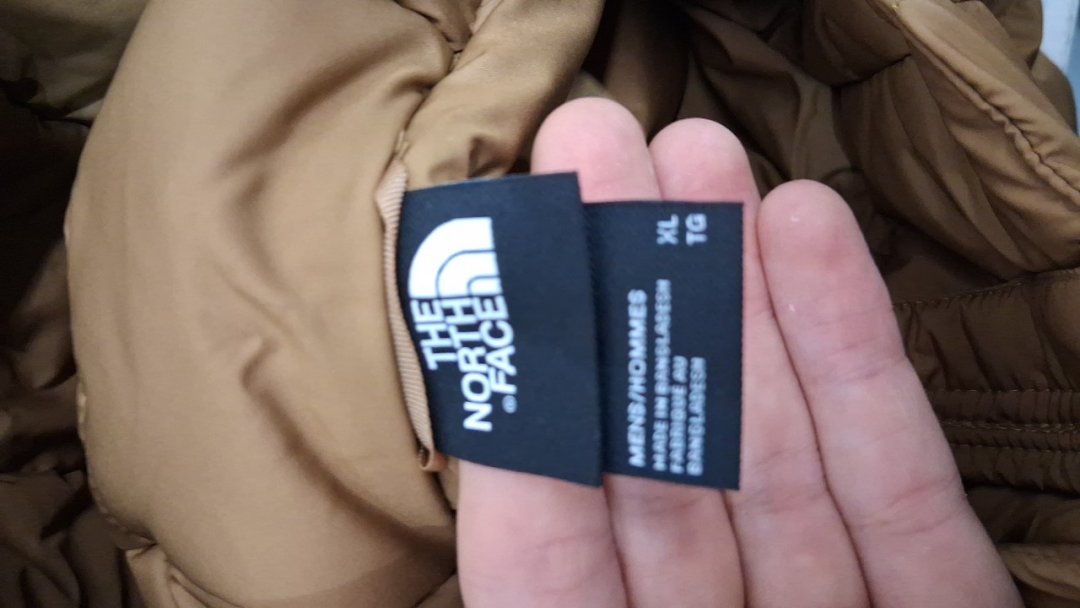 THE
NORTH
FACE
®
XL
TG
MENS/HOMMES
MADE IN BANGLADESH
FABRIQUÉ AU
BANGLADESH